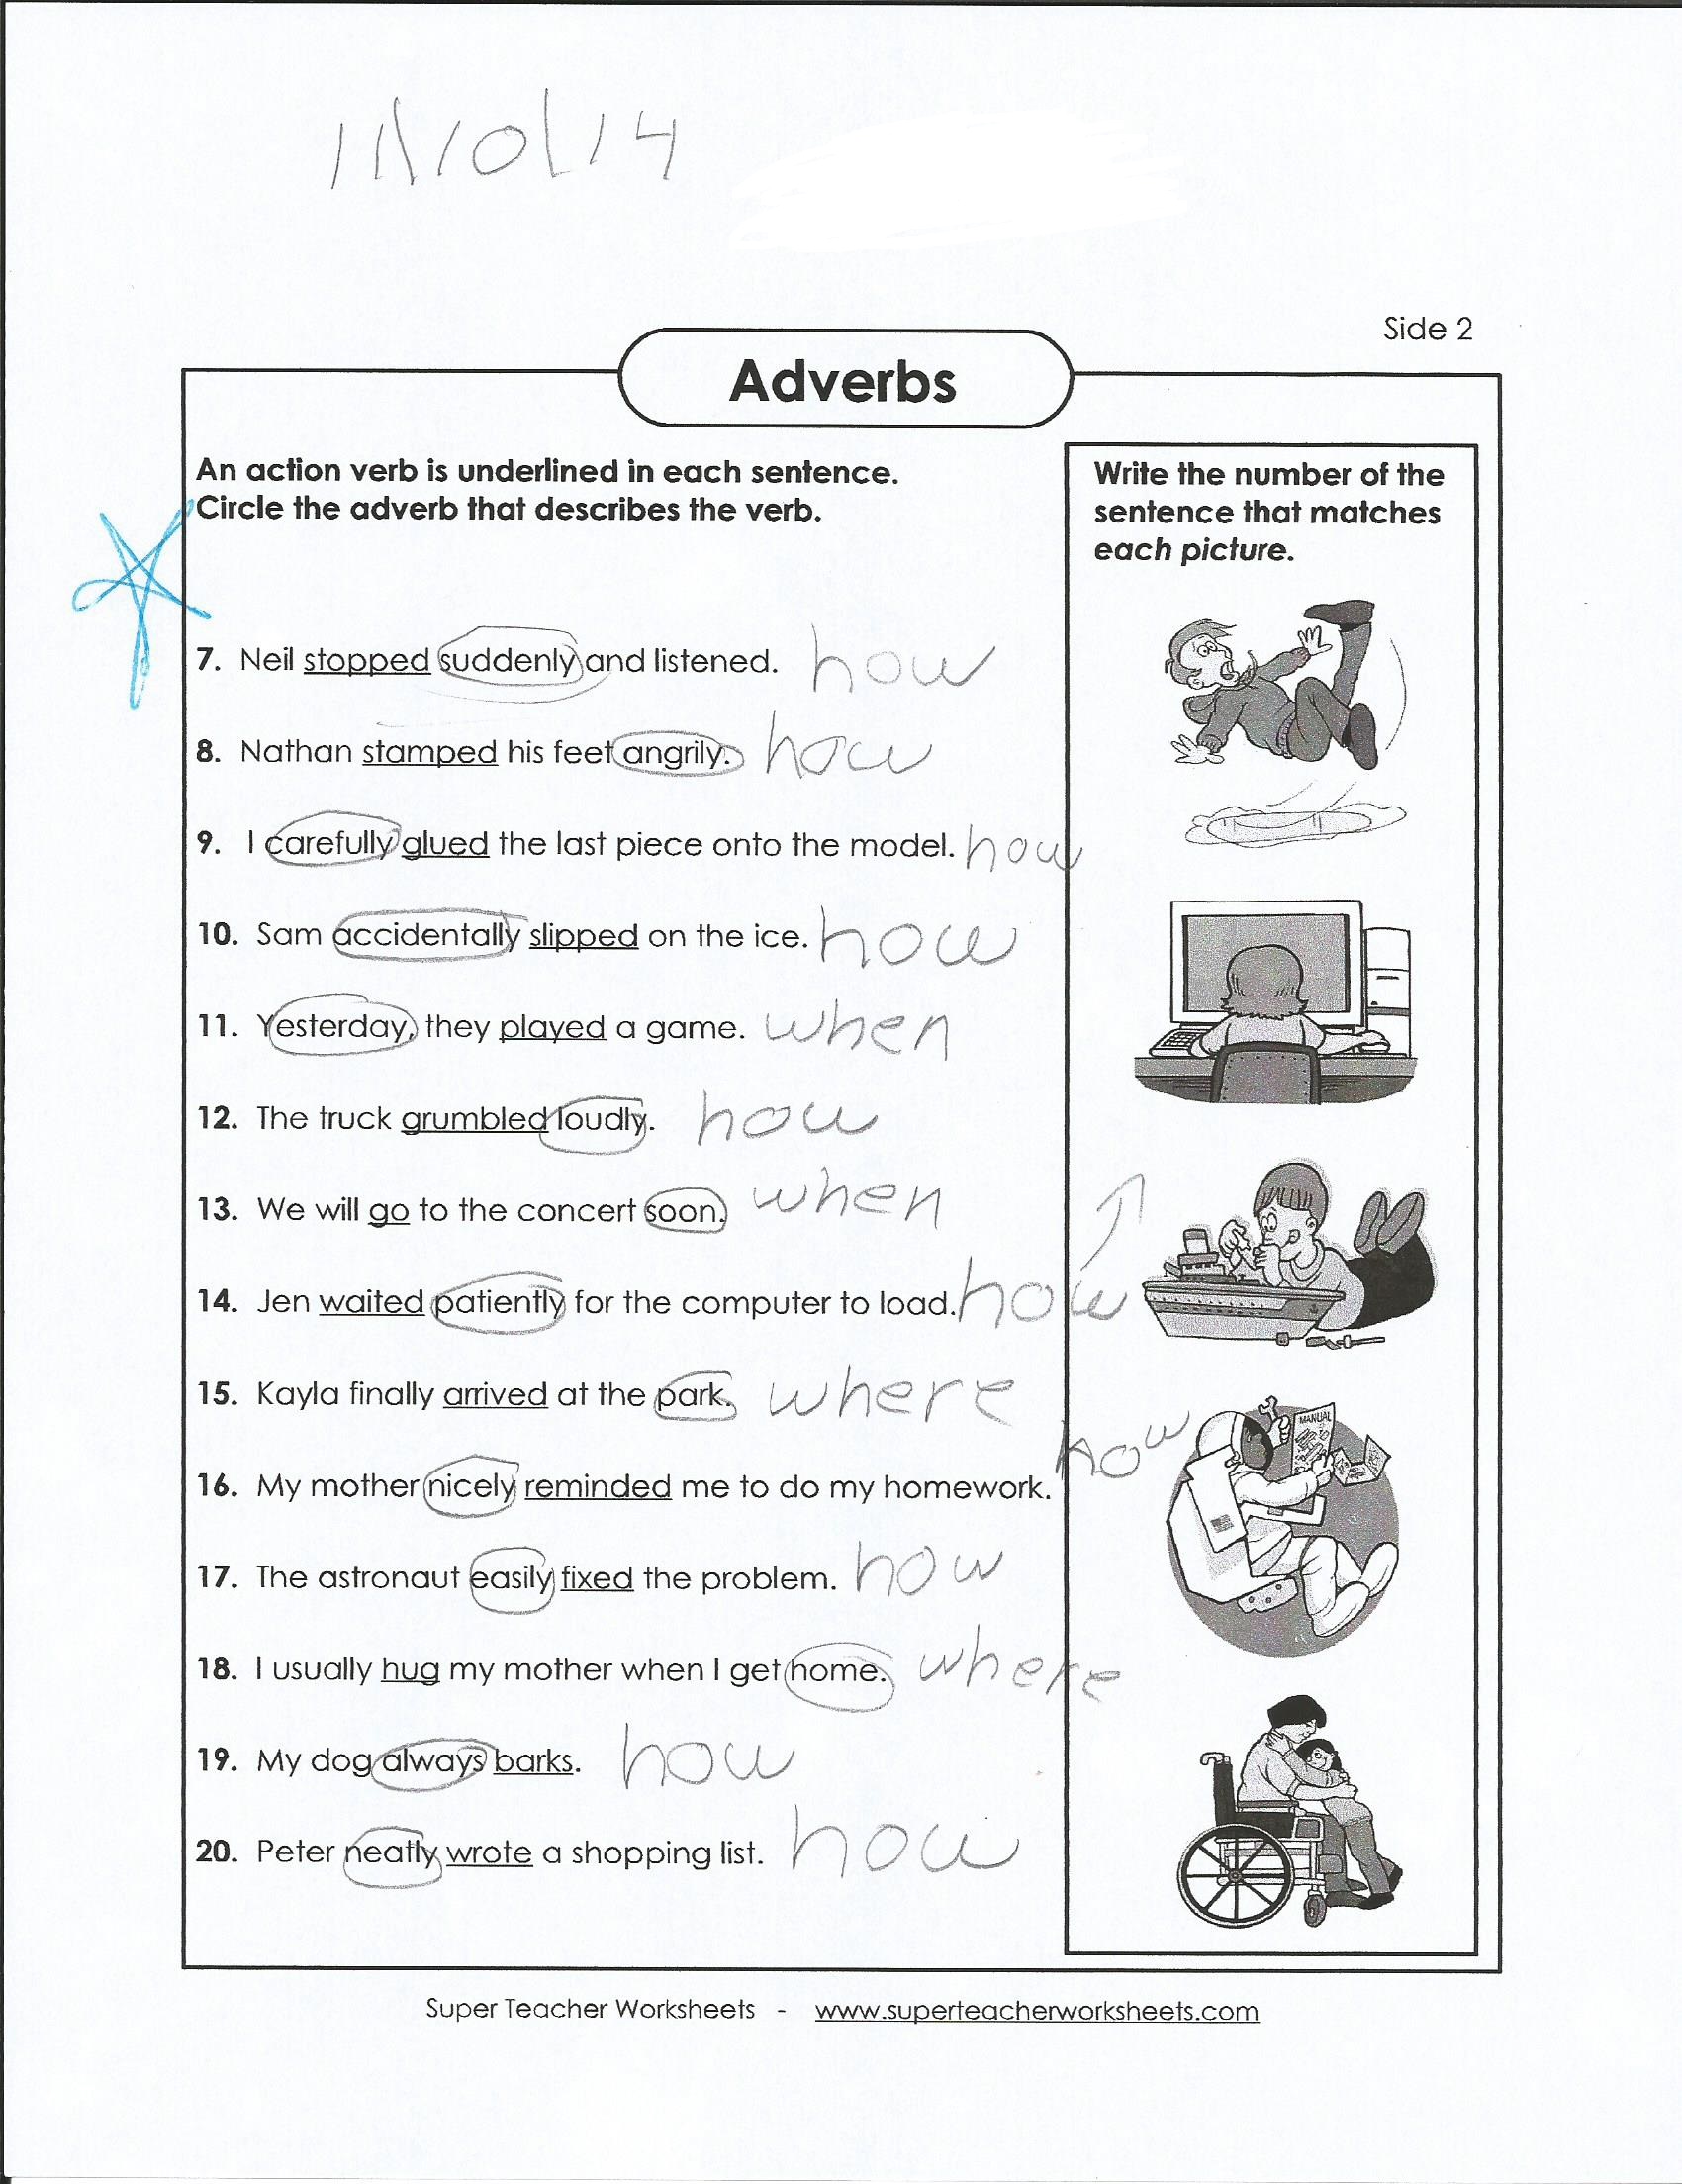 11\10\14
Side 2
Adverbs
An action verb is underlined in each sentence.
Circle the adverb that describes the verb.
7. Neil stopped suddenly and listened. how
8. Nathan stamped his feet angrily. how
9. I carefully glued the last piece onto the model. how
10. Sam accidentally slipped on the ice. how
11. Yesterday, they played a game. when
12. The truck grumbled loudly. how
13. We will go to the concert soon. when
14. Jen waited patiently for the computer to load. how
15. Kayla finally arrived at the park. where
16. My mother nicely reminded me to do my homework. how
17. The astronaut easily fixed the problem. how
18. I usually hug my mother when I get home. where
19. My dog always barks. how
20. Peter neatly wrote a shopping list. how
Write the number of the
sentence that matches
each picture.
MANUAL
Super Teacher Worksheets - www.superteacherworksheets.com